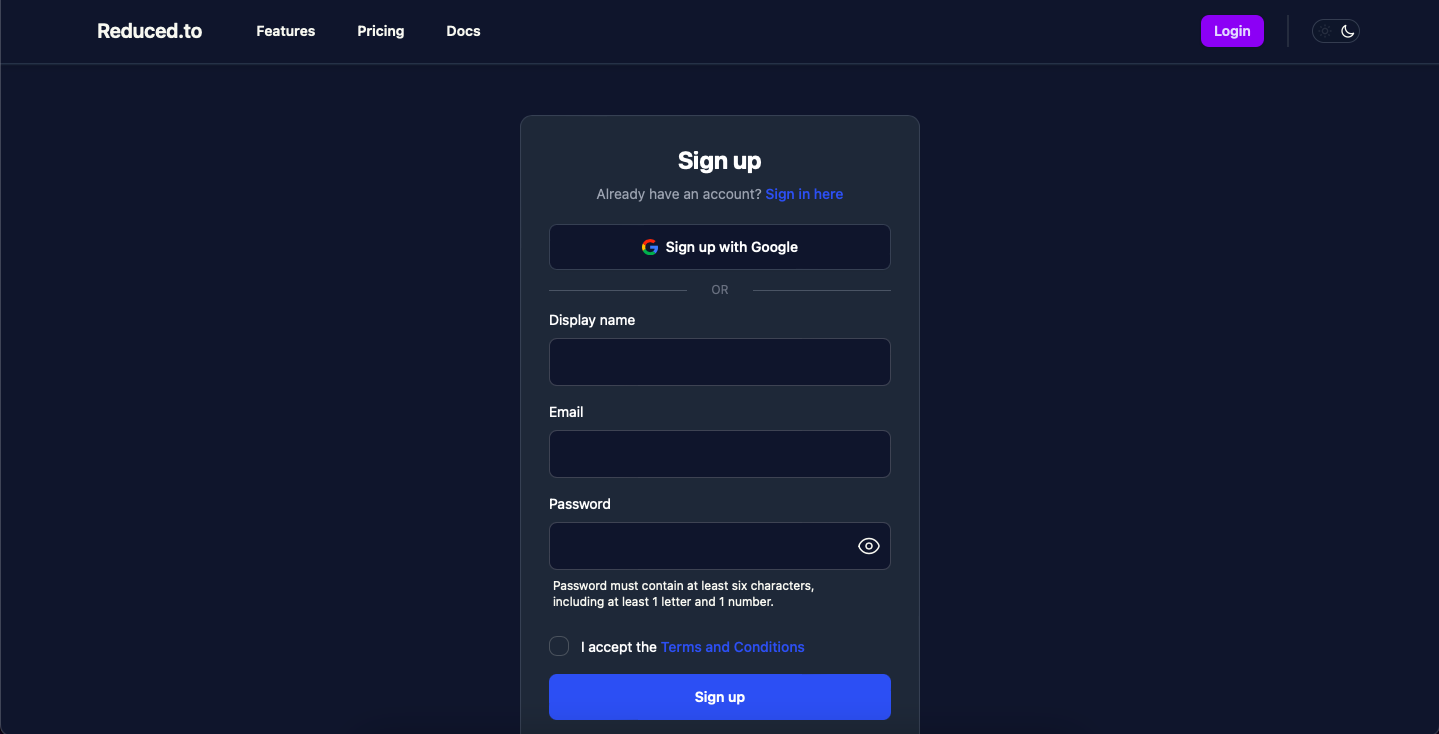 Reduced.to Features Pricing Docs Login
Sign up
Already have an account? Sign in here
Sign up with Google
OR
Display name
Email
Password
Password must contain at least six characters,
including at least 1 letter and 1 number.
I accept the Terms and Conditions
Sign up